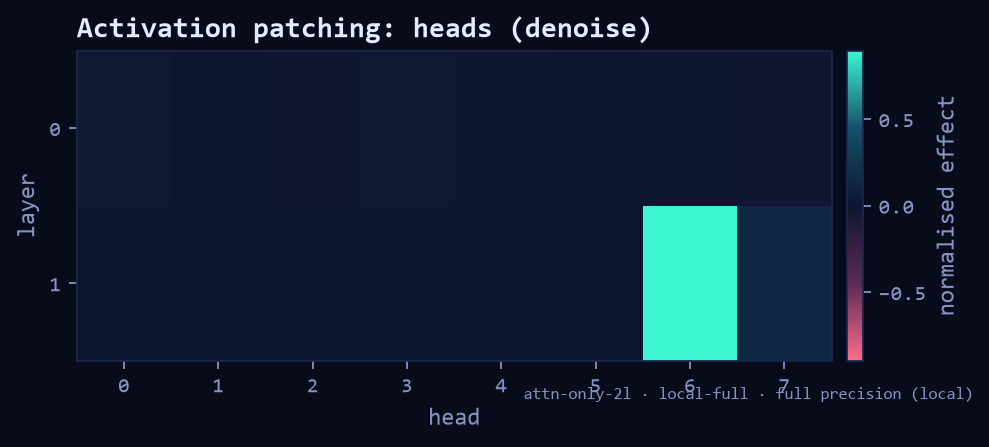 Activation patching: heads (denoise)
0
1
layer
0 1 2 3 4 5 6 7
head
attn-only-2l · local-full · full precision (local)
0.5
0.0
−0.5
normalised effect